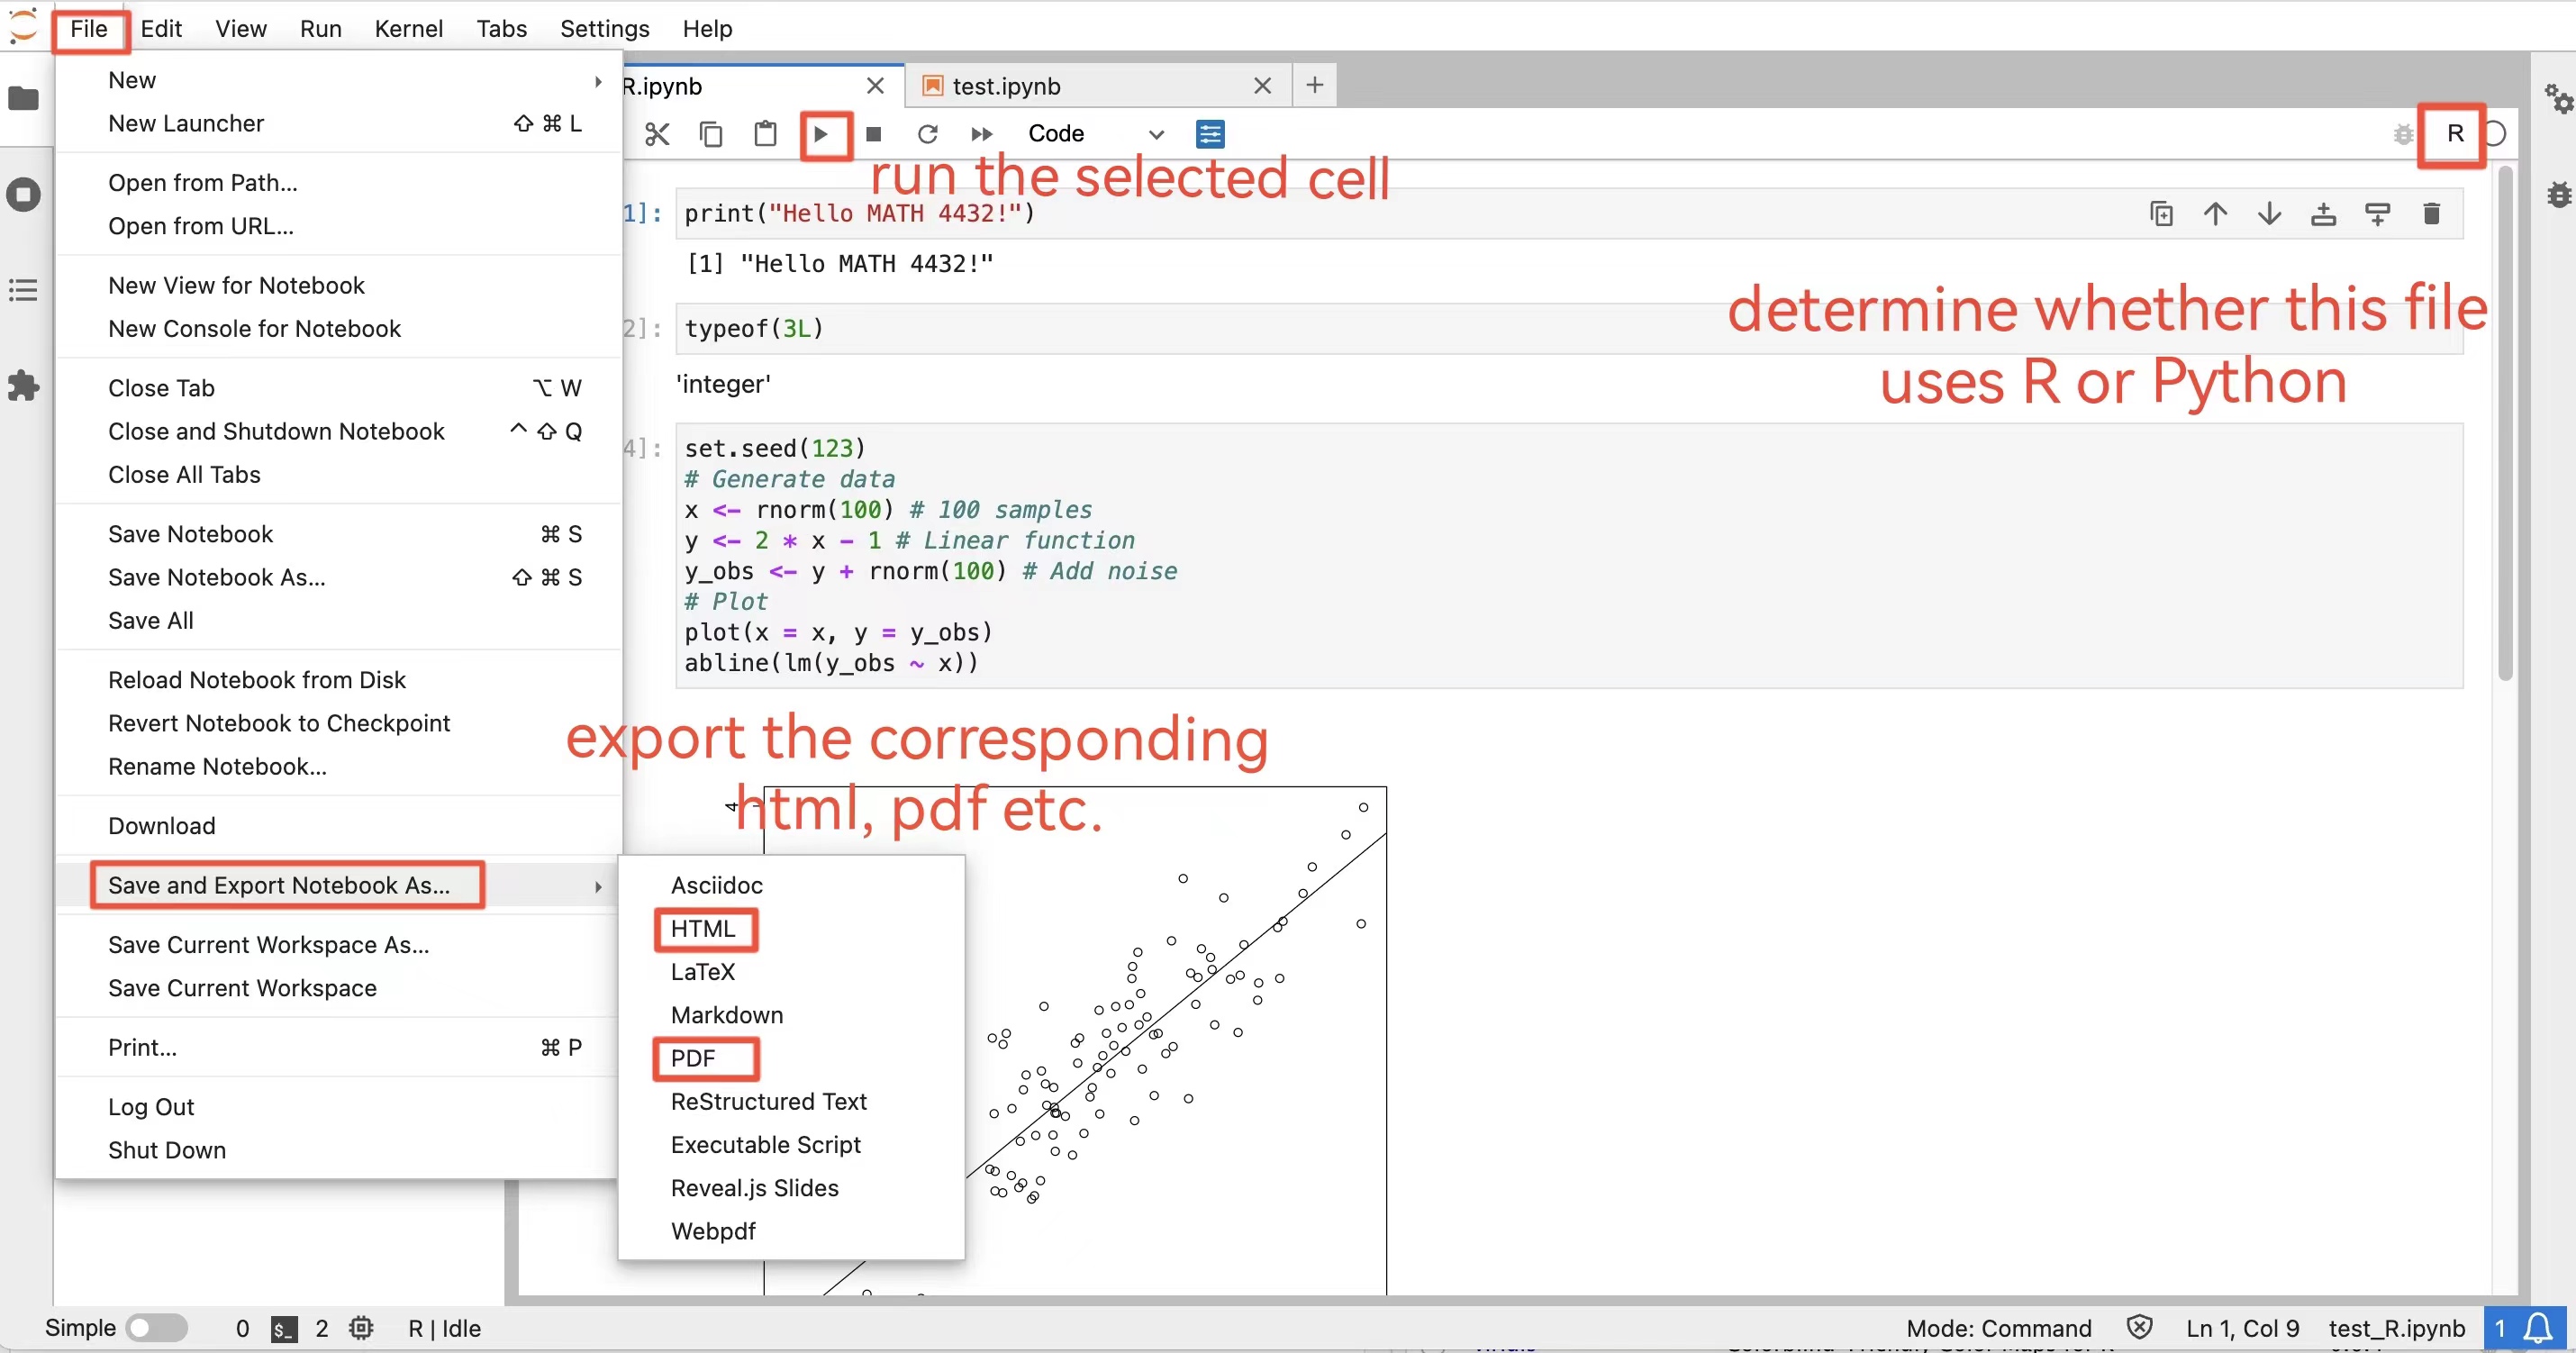 File Edit View Run Kernel Tabs Settings Help
New
New Launcher ⇧ ⌘ L
Open from Path...
Open from URL...
New View for Notebook
New Console for Notebook
Close Tab ⌥ W
Close and Shutdown Notebook ^ ⇧ Q
Close All Tabs
Save Notebook ⌘ S
Save Notebook As... ⇧ ⌘ S
Save All
Reload Notebook from Disk
Revert Notebook to Checkpoint
Rename Notebook...
Download
Save and Export Notebook As...
Save Current Workspace As...
Save Current Workspace
Print... ⌘ P
Log Out
Shut Down
Asciidoc
HTML
LaTeX
Markdown
PDF
ReStructured Text
Executable Script
Reveal.js Slides
Webpdf
R.ipynb test.ipynb
Code R
run the selected cell
1]: print("Hello MATH 4432!")
[1] "Hello MATH 4432!"
determine whether this file
uses R or Python
2]: typeof(3L)
'integer'
4]: set.seed(123)
# Generate data
x <- rnorm(100) # 100 samples
y <- 2 * x - 1 # Linear function
y_obs <- y + rnorm(100) # Add noise
# Plot
plot(x = x, y = y_obs)
abline(lm(y_obs ~ x))
export the corresponding
html, pdf etc.
4
Simple 0 $_ 2 R | Idle Mode: Command Ln 1, Col 9 test_R.ipynb 1